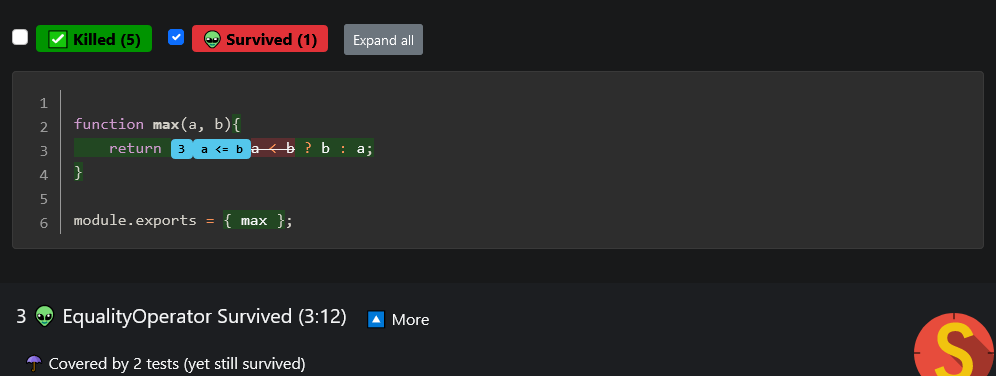 ✅ Killed (5) 👽 Survived (1) Expand all
1
2 function max(a, b){
3 return 3 a <= b a < b ? b : a;
4 }
5
6 module.exports = { max };
3 👽 EqualityOperator Survived (3:12) 🔼 More
☂️ Covered by 2 tests (yet still survived)
S